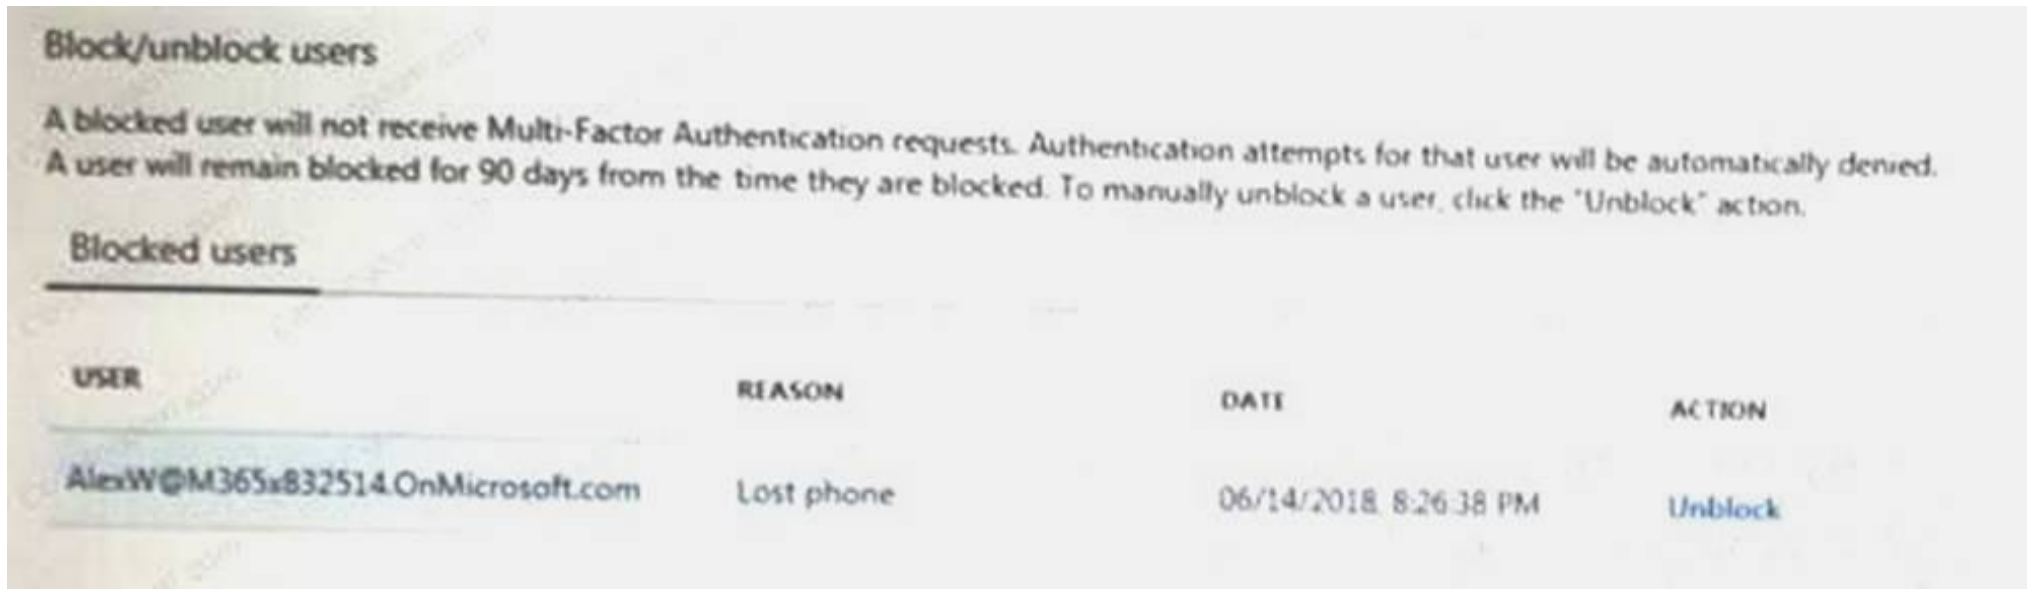 Block/unblock users
A blocked user will not receive Multi-Factor Authentication requests. Authentication attempts for that user will be automatically denied.
A user will remain blocked for 90 days from the time they are blocked. To manually unblock a user, click the "Unblock" action.
Blocked users
USER REASON DATE ACTION
AlexW@M365x832514.OnMicrosoft.com Lost phone 06/14/2018, 8:26:38 PM Unblock